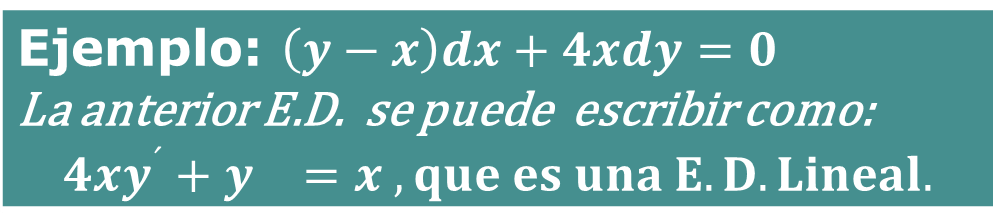 Ejemplo: (y − x)dx + 4xdy = 0
La anterior E.D. se puede escribir como:
4xy′ + y = x , que es una E. D. Lineal.